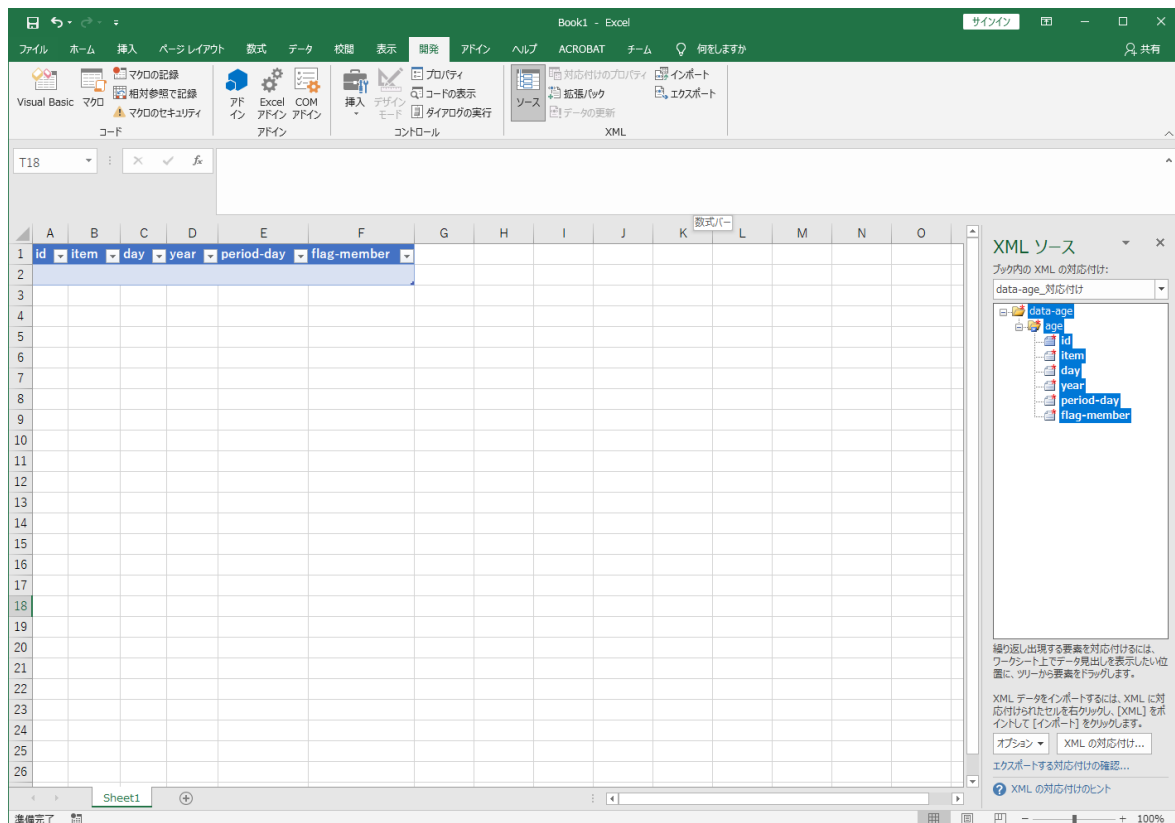 Book1 - Excel
サインイン
ファイル ホーム 挿入 ページ レイアウト 数式 データ 校閲 表示 開発 アドイン ヘルプ ACROBAT チーム 何をしますか 共有
Visual Basic
マクロ
マクロの記録
相対参照で記録
マクロのセキュリティ
コード
アド
イン
Excel
アドイン
COM
アドイン
アドイン
挿入
デザイン
モード
プロパティ
コードの表示
ダイアログの実行
コントロール
ソース
対応付けのプロパティ
拡張パック
データの更新
インポート
エクスポート
XML
T18
fx
数式バー
A B C D E F G H I J K L M N O
1 id item day year period-day flag-member
2
3
4
5
6
7
8
9
10
11
12
13
14
15
16
17
18
19
20
21
22
23
24
25
26
XML ソース
ブック内の XML の対応付け:
data-age_対応付け
data-age
age
id
item
day
year
period-day
flag-member
繰り返し出現する要素を対応付けるには、
ワークシート上でデータ見出しを表示したい位
置に、ツリーから要素をドラッグします。
XML データをインポートするには、XML に対
応付けられたセルを右クリックし、[XML] をポ
イントして [インポート] をクリックします。
オプション
XML の対応付け...
エクスポートする対応付けの確認...
XML の対応付けのヒント
Sheet1
準備完了
100%